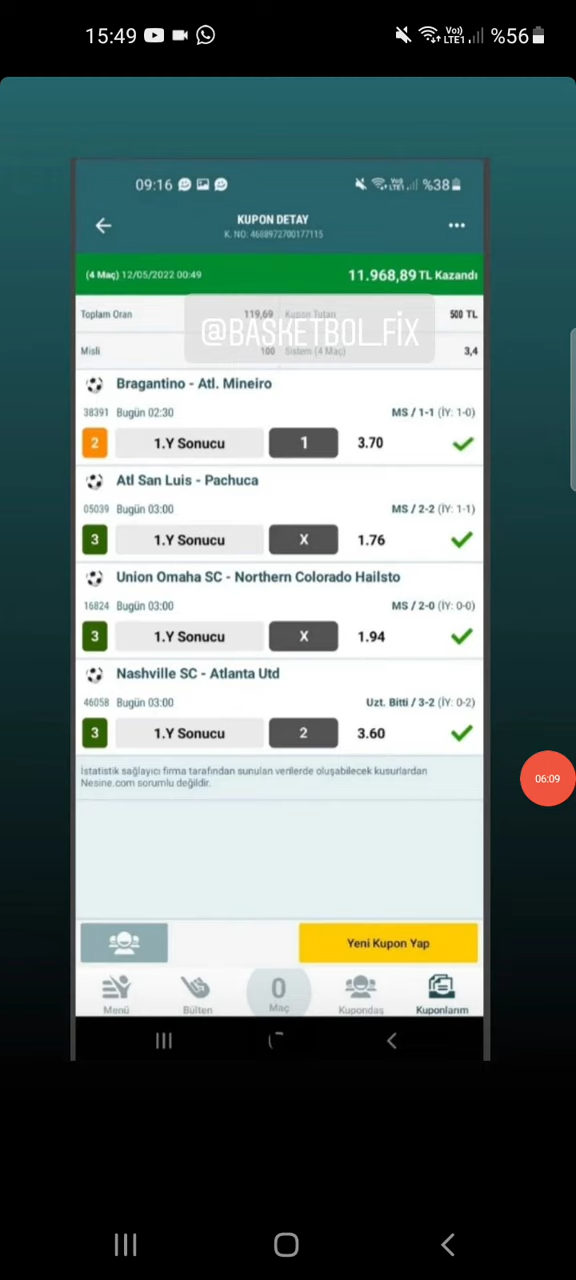 15:49 Vo)) LTE1 %56
09:16 %38
KUPON DETAY
K. NO: 4688972700177115
(4 Maç) 12/05/2022 00:49 11.968,89 TL Kazandı
Toplam Oran 119,69 Kupon Tutarı 500 TL
@BASKETBOL_FİX
Misli 100 Sistem (4 Maç) 3,4
Bragantino - Atl. Mineiro
38391 Bugün 02:30 MS / 1-1 (İY: 1-0)
2 1.Y Sonucu 1 3.70
Atl San Luis - Pachuca
05039 Bugün 03:00 MS / 2-2 (İY: 1-1)
3 1.Y Sonucu X 1.76
Union Omaha SC - Northern Colorado Hailsto
16824 Bugün 03:00 MS / 2-0 (İY: 0-0)
3 1.Y Sonucu X 1.94
Nashville SC - Atlanta Utd
46058 Bugün 03:00 Uzt. Bitti / 3-2 (İY: 0-2)
3 1.Y Sonucu 2 3.60
İstatistik sağlayıcı firma tarafından sunulan verilerde oluşabilecek kusurlardan
Nesine.com sorumlu değildir.
06:09
Yeni Kupon Yap
0
Menü Bülten Maç Kupondaş Kuponlarım